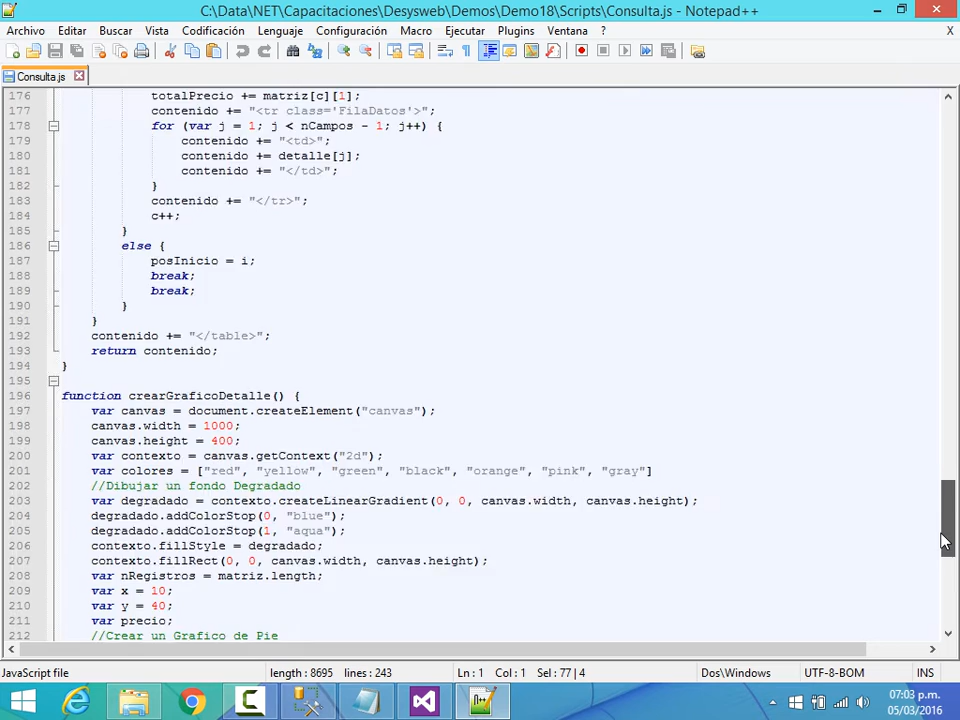 C:\Data\NET\Capacitaciones\Desysweb\Demos\Demo18\Scripts\Consulta.js - Notepad++
Archivo Editar Buscar Vista Codificación Lenguaje Configuración Macro Ejecutar Plugins Ventana ? X
Consulta.js
176 totalPrecio += matriz[c][1];
177 contenido += "<tr class='FilaDatos'>";
178 for (var j = 1; j < nCampos - 1; j++) {
179 contenido += "<td>";
180 contenido += detalle[j];
181 contenido += "</td>";
182 }
183 contenido += "</tr>";
184 c++;
185 }
186 else {
187 posInicio = i;
188 break;
189 break;
190 }
191 }
192 contenido += "</table>";
193 return contenido;
194 }
195
196 function crearGraficoDetalle() {
197 var canvas = document.createElement("canvas");
198 canvas.width = 1000;
199 canvas.height = 400;
200 var contexto = canvas.getContext("2d");
201 var colores = ["red", "yellow", "green", "black", "orange", "pink", "gray"]
202 //Dibujar un fondo Degradado
203 var degradado = contexto.createLinearGradient(0, 0, canvas.width, canvas.height);
204 degradado.addColorStop(0, "blue");
205 degradado.addColorStop(1, "aqua");
206 contexto.fillStyle = degradado;
207 contexto.fillRect(0, 0, canvas.width, canvas.height);
208 var nRegistros = matriz.length;
209 var x = 10;
210 var y = 40;
211 var precio;
212 //Crear un Grafico de Pie
JavaScript file length : 8695 lines : 243 Ln : 1 Col : 1 Sel : 77 | 4 Dos\Windows UTF-8-BOM INS
07:03 p.m.
05/03/2016